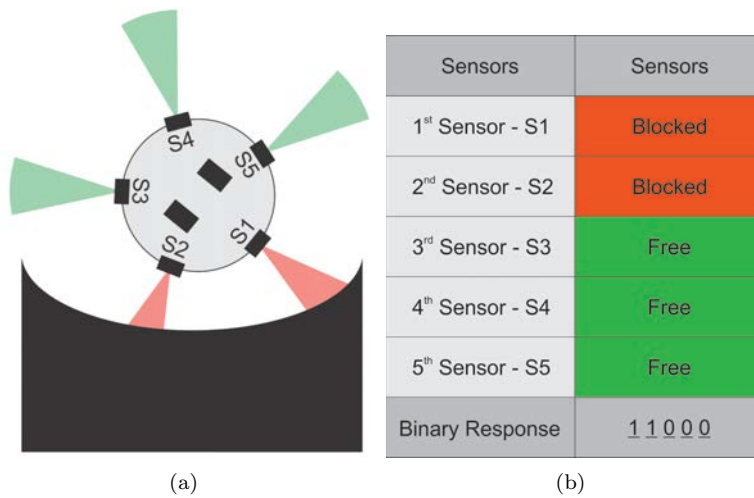 S4
S5
S3
S1
S2
(a)
Sensors Sensors
1st Sensor - S1 Blocked
2nd Sensor - S2 Blocked
3rd Sensor - S3 Free
4th Sensor - S4 Free
5th Sensor - S5 Free
Binary Response 1 1 0 0 0
(b)